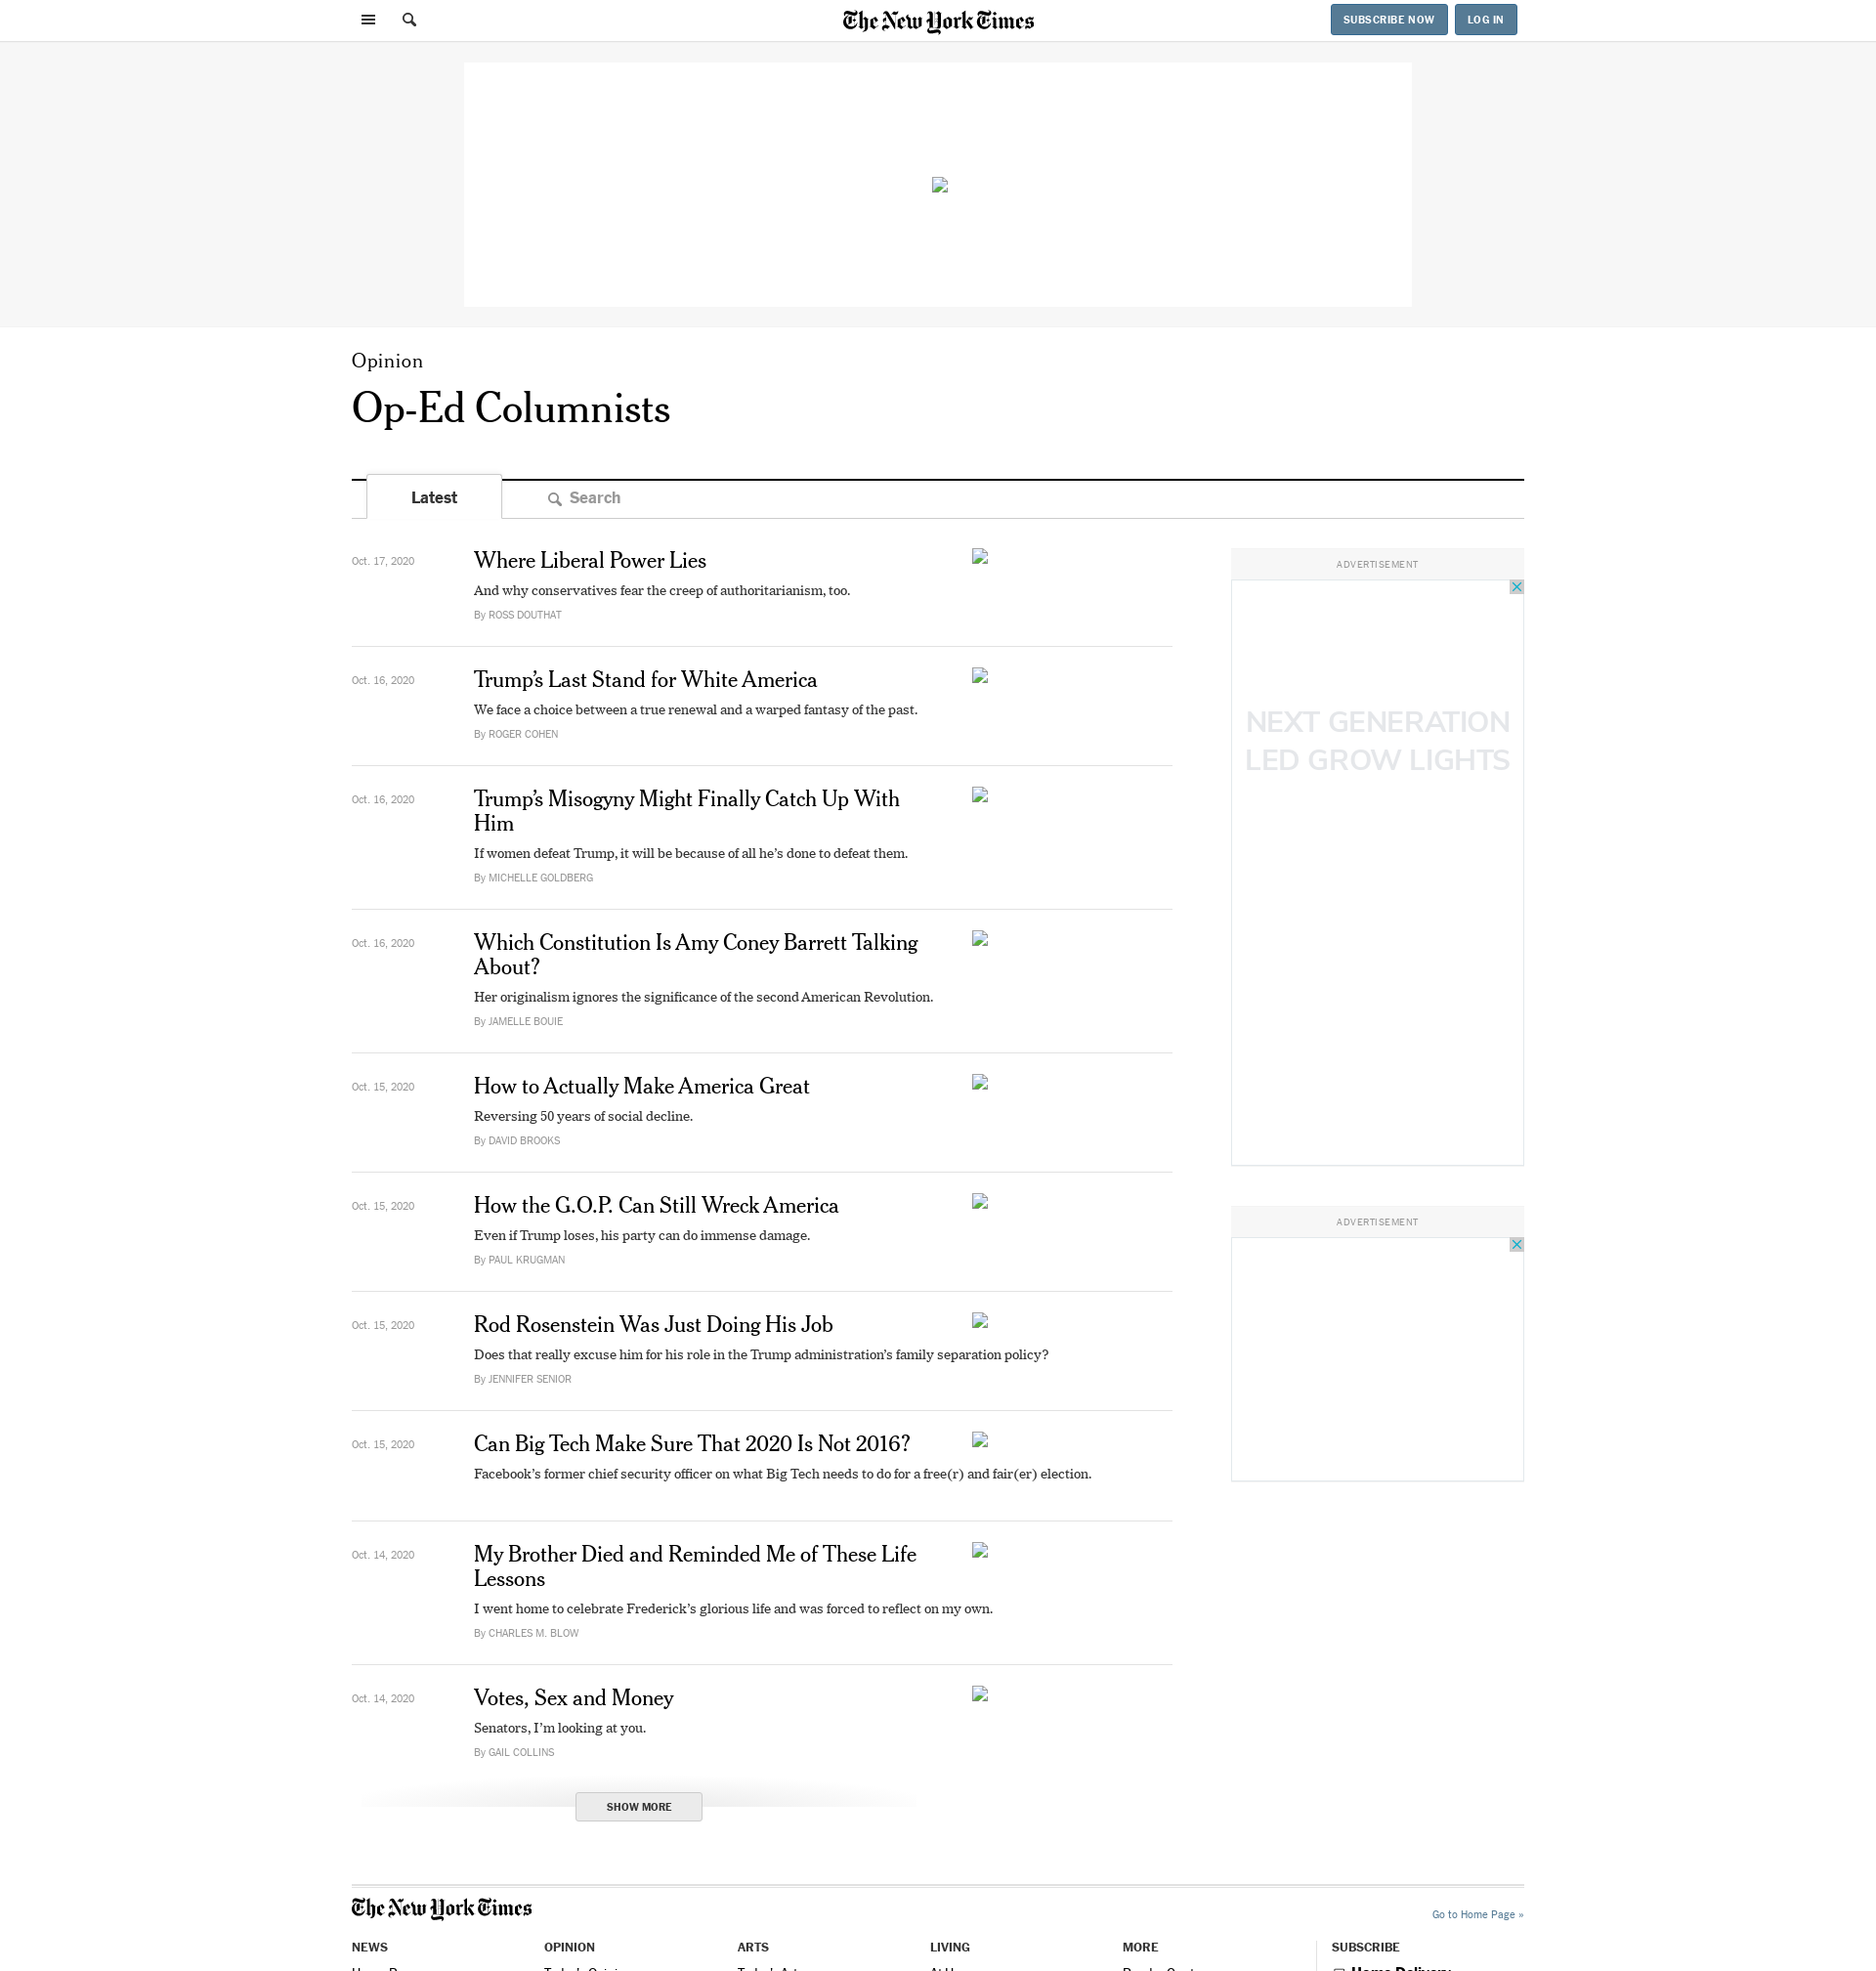 The New York Times
SUBSCRIBE NOW
LOG IN
Opinion
Op-Ed Columnists
Latest
Search
Oct. 17, 2020
Where Liberal Power Lies
And why conservatives fear the creep of authoritarianism, too.
By ROSS DOUTHAT
Oct. 16, 2020
Trump’s Last Stand for White America
We face a choice between a true renewal and a warped fantasy of the past.
By ROGER COHEN
Oct. 16, 2020
Trump’s Misogyny Might Finally Catch Up With
Him
If women defeat Trump, it will be because of all he’s done to defeat them.
By MICHELLE GOLDBERG
Oct. 16, 2020
Which Constitution Is Amy Coney Barrett Talking
About?
Her originalism ignores the significance of the second American Revolution.
By JAMELLE BOUIE
Oct. 15, 2020
How to Actually Make America Great
Reversing 50 years of social decline.
By DAVID BROOKS
Oct. 15, 2020
How the G.O.P. Can Still Wreck America
Even if Trump loses, his party can do immense damage.
By PAUL KRUGMAN
Oct. 15, 2020
Rod Rosenstein Was Just Doing His Job
Does that really excuse him for his role in the Trump administration’s family separation policy?
By JENNIFER SENIOR
Oct. 15, 2020
Can Big Tech Make Sure That 2020 Is Not 2016?
Facebook’s former chief security officer on what Big Tech needs to do for a free(r) and fair(er) election.
Oct. 14, 2020
My Brother Died and Reminded Me of These Life
Lessons
I went home to celebrate Frederick’s glorious life and was forced to reflect on my own.
By CHARLES M. BLOW
Oct. 14, 2020
Votes, Sex and Money
Senators, I’m looking at you.
By GAIL COLLINS
SHOW MORE
ADVERTISEMENT
NEXT GENERATION
LED GROW LIGHTS
ADVERTISEMENT
The New York Times
Go to Home Page »
NEWS
OPINION
ARTS
LIVING
MORE
SUBSCRIBE
Home Delivery